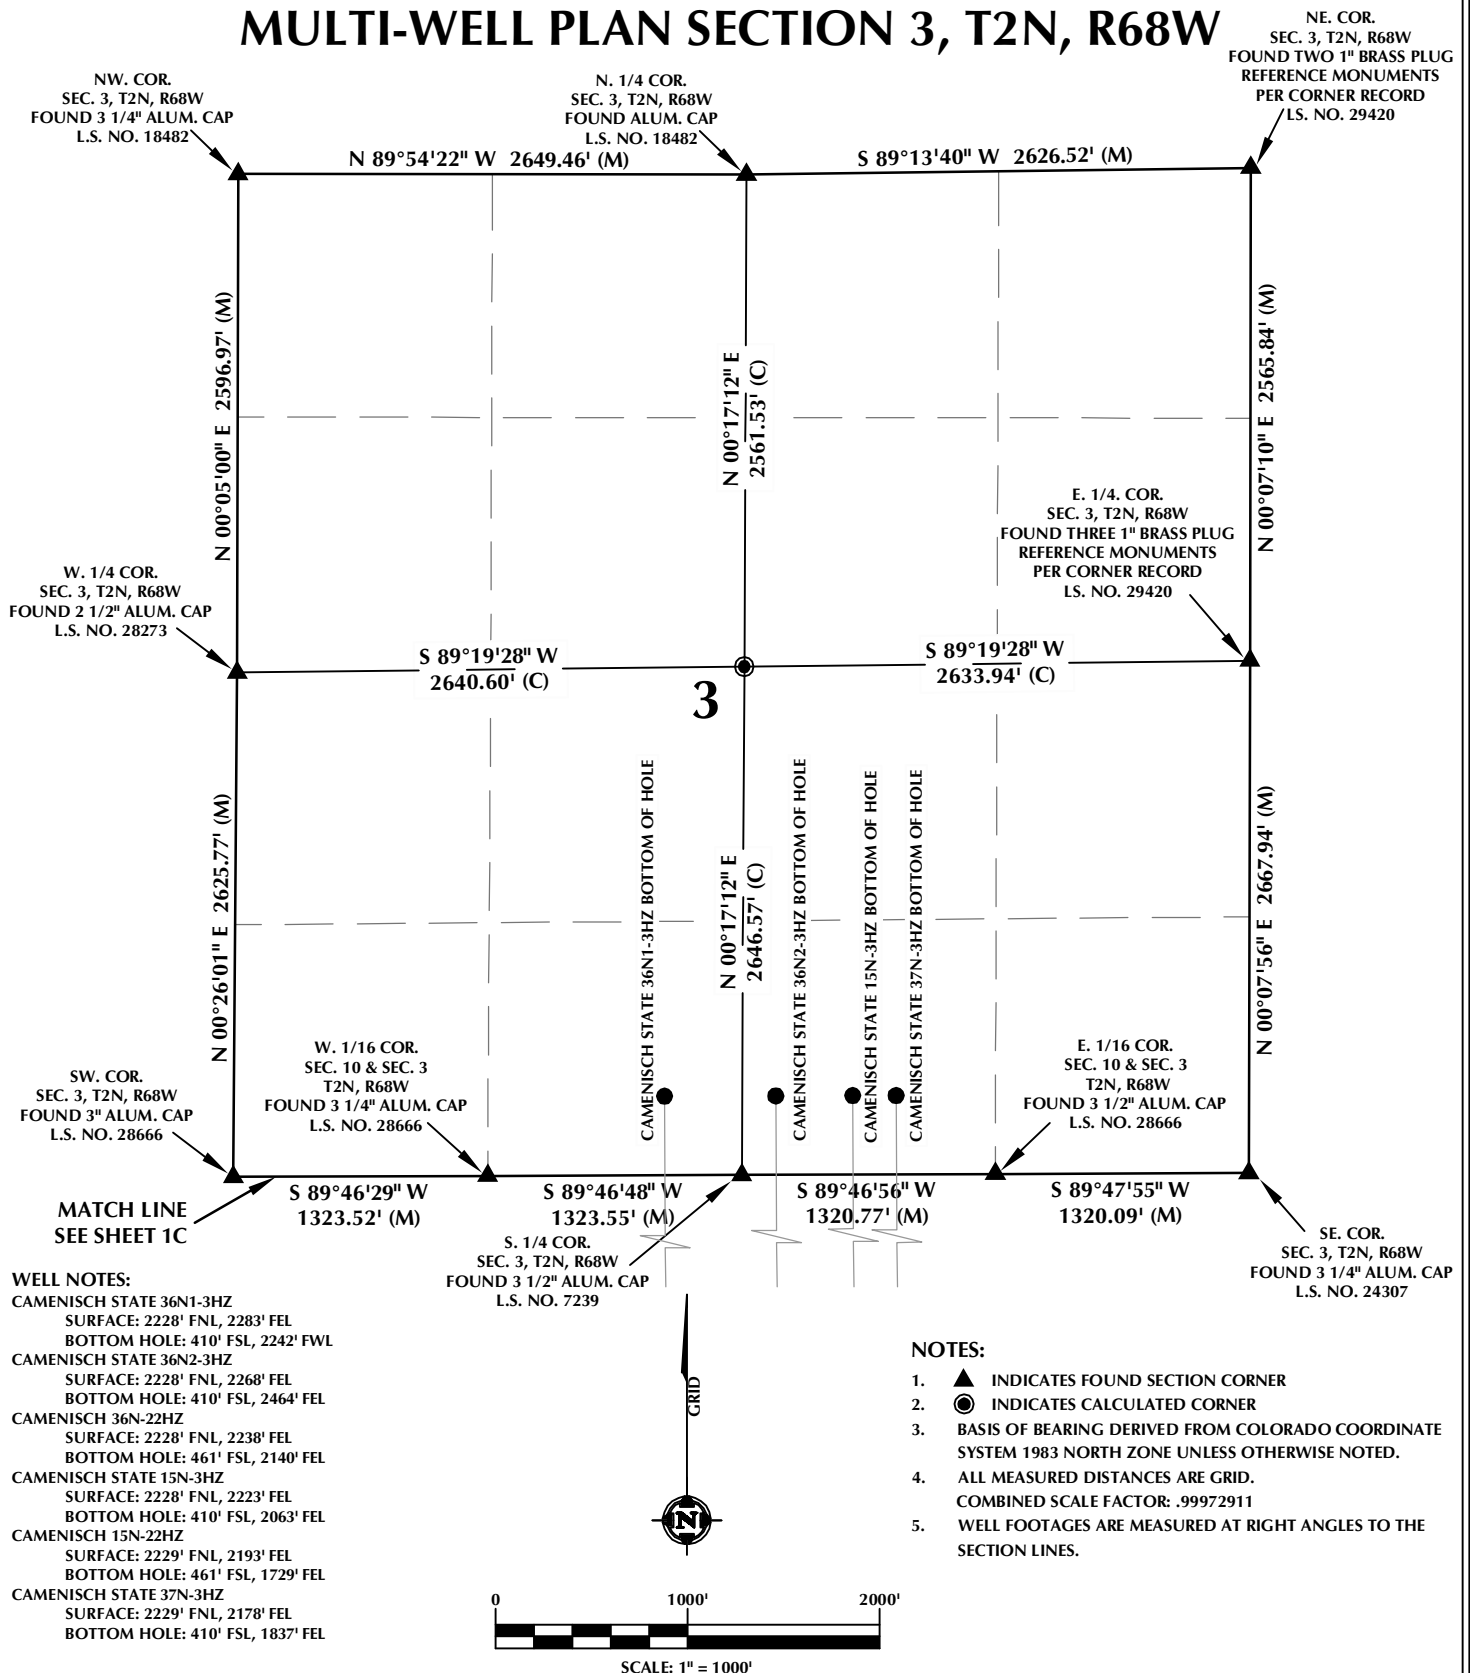 MULTI-WELL PLAN SECTION 3, T2N, R68W
NW. COR.
SEC. 3, T2N, R68W
FOUND 3 1/4" ALUM. CAP
L.S. NO. 18482
N. 1/4 COR.
SEC. 3, T2N, R68W
FOUND ALUM. CAP
L.S. NO. 18482
NE. COR.
SEC. 3, T2N, R68W
FOUND TWO 1" BRASS PLUG
REFERENCE MONUMENTS
PER CORNER RECORD
LS. NO. 29420
N 89°54'22" W 2649.46' (M)
S 89°13'40" W 2626.52' (M)
N 00°05'00" E 2596.97' (M)
N 00°17'12" E
2561.53' (C)
N 00°07'10" E 2565.84' (M)
W. 1/4 COR.
SEC. 3, T2N, R68W
FOUND 2 1/2" ALUM. CAP
L.S. NO. 28273
E. 1/4. COR.
SEC. 3, T2N, R68W
FOUND THREE 1" BRASS PLUG
REFERENCE MONUMENTS
PER CORNER RECORD
LS. NO. 29420
S 89°19'28" W
2640.60' (C)
S 89°19'28" W
2633.94' (C)
3
N 00°26'01" E 2625.77' (M)
CAMENISCH STATE 36N1-3HZ BOTTOM OF HOLE
N 00°17'12" E
2646.57' (C)
CAMENISCH STATE 36N2-3HZ BOTTOM OF HOLE
CAMENISCH STATE 15N-3HZ BOTTOM OF HOLE
CAMENISCH STATE 37N-3HZ BOTTOM OF HOLE
N 00°07'56" E 2667.94' (M)
SW. COR.
SEC. 3, T2N, R68W
FOUND 3" ALUM. CAP
L.S. NO. 28666
W. 1/16 COR.
SEC. 10 & SEC. 3
T2N, R68W
FOUND 3 1/4" ALUM. CAP
L.S. NO. 28666
E. 1/16 COR.
SEC. 10 & SEC. 3
T2N, R68W
FOUND 3 1/2" ALUM. CAP
L.S. NO. 28666
S 89°46'29" W
1323.52' (M)
S 89°46'48" W
1323.55' (M)
S 89°46'56" W
1320.77' (M)
S 89°47'55" W
1320.09' (M)
MATCH LINE
SEE SHEET 1C
S. 1/4 COR.
SEC. 3, T2N, R68W
FOUND 3 1/2" ALUM. CAP
L.S. NO. 7239
SE. COR.
SEC. 3, T2N, R68W
FOUND 3 1/4" ALUM. CAP
L.S. NO. 24307
WELL NOTES:
CAMENISCH STATE 36N1-3HZ
SURFACE: 2228' FNL, 2283' FEL
BOTTOM HOLE: 410' FSL, 2242' FWL
CAMENISCH STATE 36N2-3HZ
SURFACE: 2228' FNL, 2268' FEL
BOTTOM HOLE: 410' FSL, 2464' FEL
CAMENISCH 36N-22HZ
SURFACE: 2228' FNL, 2238' FEL
BOTTOM HOLE: 461' FSL, 2140' FEL
CAMENISCH STATE 15N-3HZ
SURFACE: 2228' FNL, 2223' FEL
BOTTOM HOLE: 410' FSL, 2063' FEL
CAMENISCH 15N-22HZ
SURFACE: 2229' FNL, 2193' FEL
BOTTOM HOLE: 461' FSL, 1729' FEL
CAMENISCH STATE 37N-3HZ
SURFACE: 2229' FNL, 2178' FEL
BOTTOM HOLE: 410' FSL, 1837' FEL
GRID
N
0 1000' 2000'
SCALE: 1" = 1000'
NOTES:
1. INDICATES FOUND SECTION CORNER
2. INDICATES CALCULATED CORNER
3. BASIS OF BEARING DERIVED FROM COLORADO COORDINATE
SYSTEM 1983 NORTH ZONE UNLESS OTHERWISE NOTED.
4. ALL MEASURED DISTANCES ARE GRID.
COMBINED SCALE FACTOR: .99972911
5. WELL FOOTAGES ARE MEASURED AT RIGHT ANGLES TO THE
SECTION LINES.